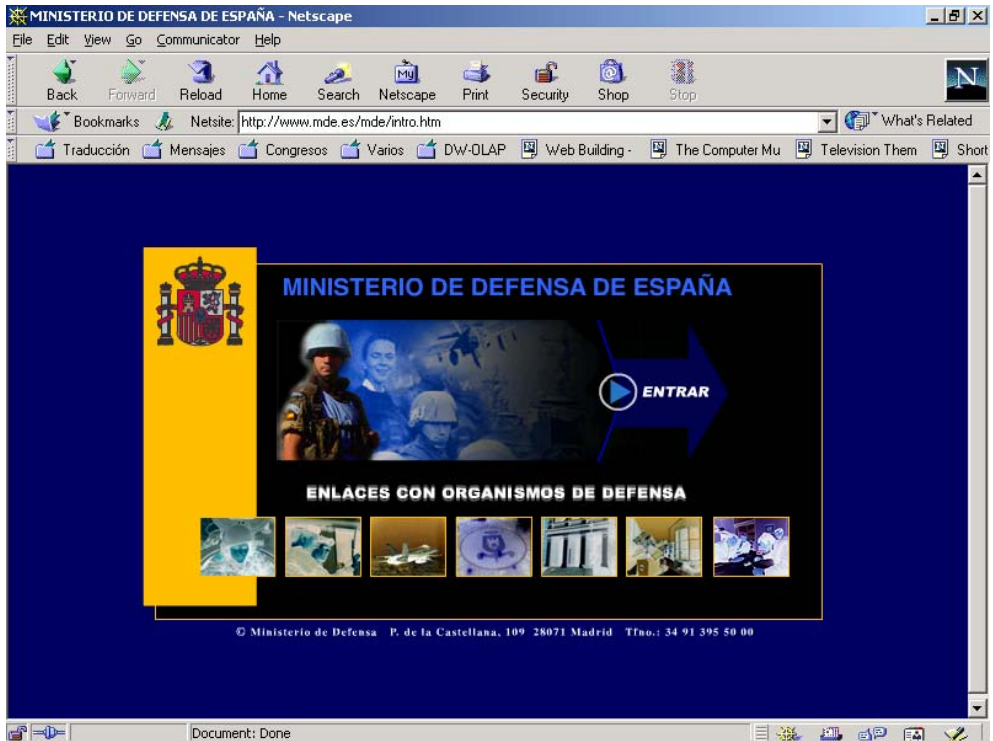 MINISTERIO DE DEFENSA DE ESPAÑA - Netscape
File Edit View Go Communicator Help
Back Forward Reload Home Search Netscape Print Security Shop Stop
My
N
Bookmarks Netsite: http://www.mde.es/mde/intro.htm What's Related
Traducción Mensajes Congresos Varios DW-OLAP Web Building - The Computer Mu Television Them Short
MINISTERIO DE DEFENSA DE ESPAÑA
ENTRAR
ENLACES CON ORGANISMOS DE DEFENSA
© Ministerio de Defensa P. de la Castellana, 109 28071 Madrid Tfno.: 34 91 395 50 00
Document: Done